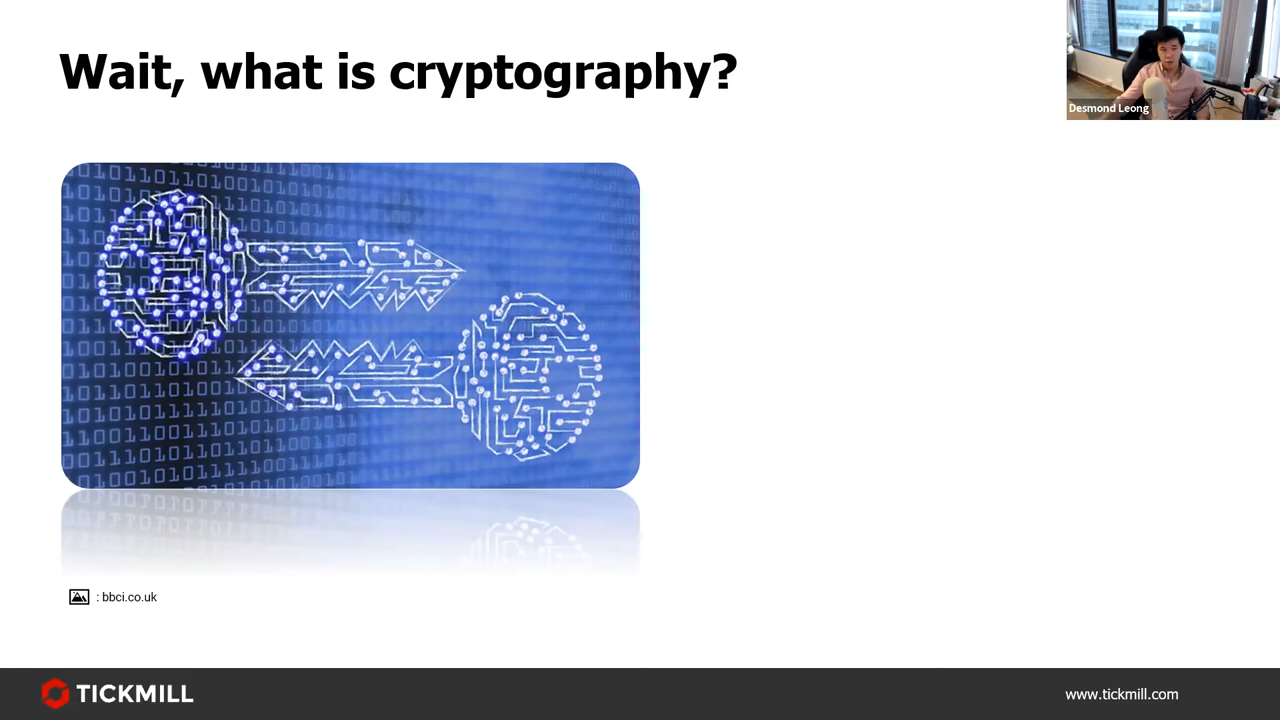 Wait, what is cryptography?
Desmond Leong
: bbci.co.uk
TICKMILL
www.tickmill.com